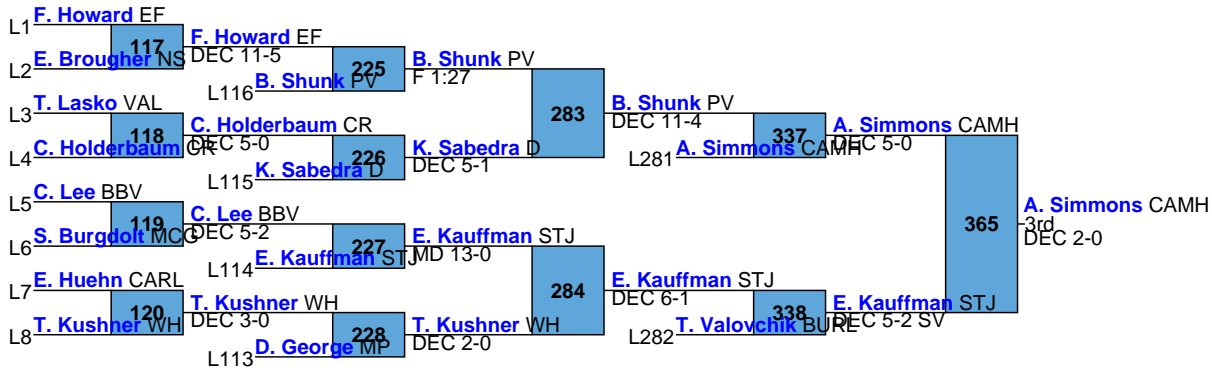 L1 F. Howard EF
117
L2 E. Brougher NS
F. Howard EF
DEC 11-5
225
L116 B. Shunk PV
B. Shunk PV
F 1:27
L3 T. Lasko VAL
118
L4 C. Holderbaum CR
C. Holderbaum CR
DEC 5-0
226
L115 K. Sabedra D
K. Sabedra D
DEC 5-1
283
B. Shunk PV
DEC 11-4
337
L281 A. Simmons CAMH
A. Simmons CAMH
DEC 5-0
L5 C. Lee BBV
119
L6 S. Burgdolt MCG
C. Lee BBV
DEC 5-2
227
L114 E. Kauffman STJ
E. Kauffman STJ
MD 13-0
L7 E. Huehn CARL
120
L8 T. Kushner WH
T. Kushner WH
DEC 3-0
228
L113 D. George MP
T. Kushner WH
DEC 2-0
284
E. Kauffman STJ
DEC 6-1
338
L282 T. Valovchik BURL
E. Kauffman STJ
DEC 5-2 SV
365
A. Simmons CAMH
3rd
DEC 2-0